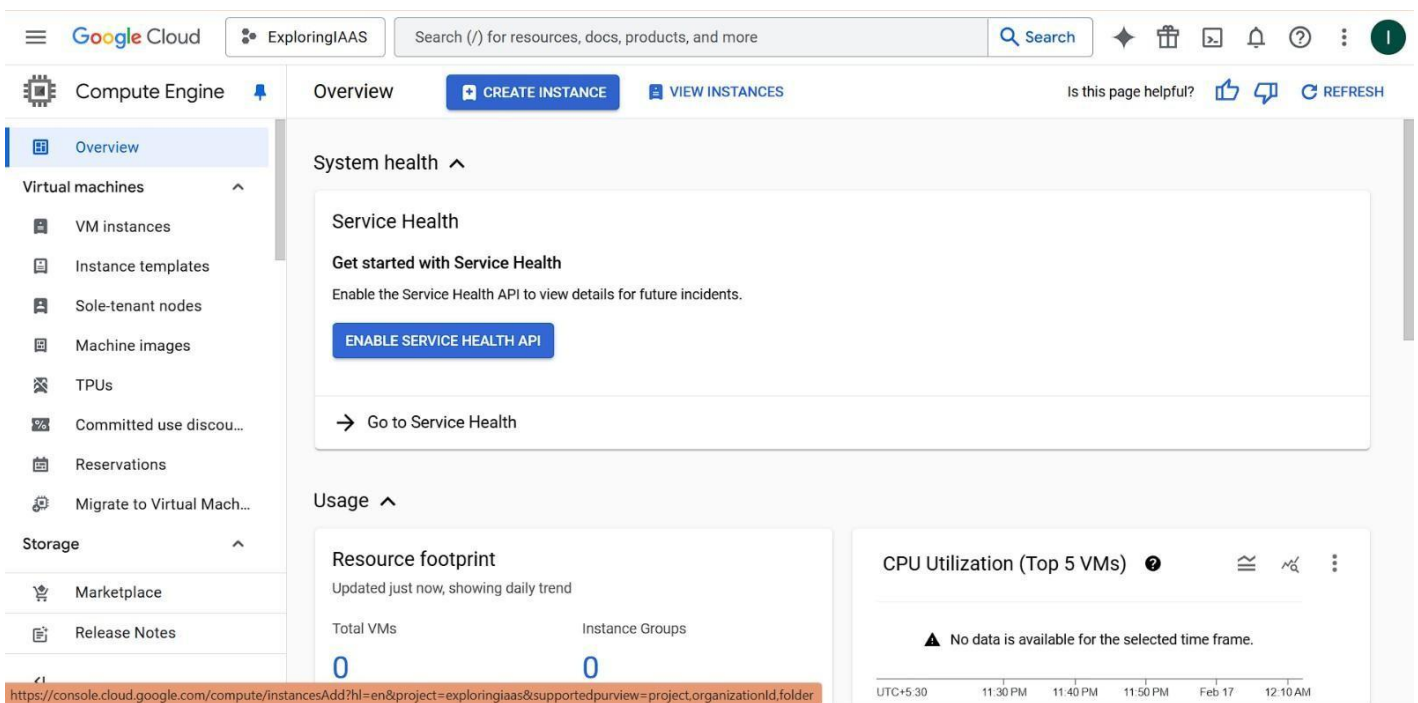 Google Cloud
ExploringIAAS
Search (/) for resources, docs, products, and more
Search
I
Compute Engine
Overview
CREATE INSTANCE
VIEW INSTANCES
Is this page helpful?
REFRESH
Overview
Virtual machines
VM instances
Instance templates
Sole-tenant nodes
Machine images
TPUs
Committed use discou...
Reservations
Migrate to Virtual Mach...
Storage
Marketplace
Release Notes
System health
Service Health
Get started with Service Health
Enable the Service Health API to view details for future incidents.
ENABLE SERVICE HEALTH API
Go to Service Health
Usage
Resource footprint
Updated just now, showing daily trend
Total VMs
0
Instance Groups
0
CPU Utilization (Top 5 VMs)
No data is available for the selected time frame.
UTC+5:30 11:30 PM 11:40 PM 11:50 PM Feb 17 12:10 AM
https://console.cloud.google.com/compute/instancesAdd?hl=en&project=exploringiaas&supportedpurview=project,organizationId,folder